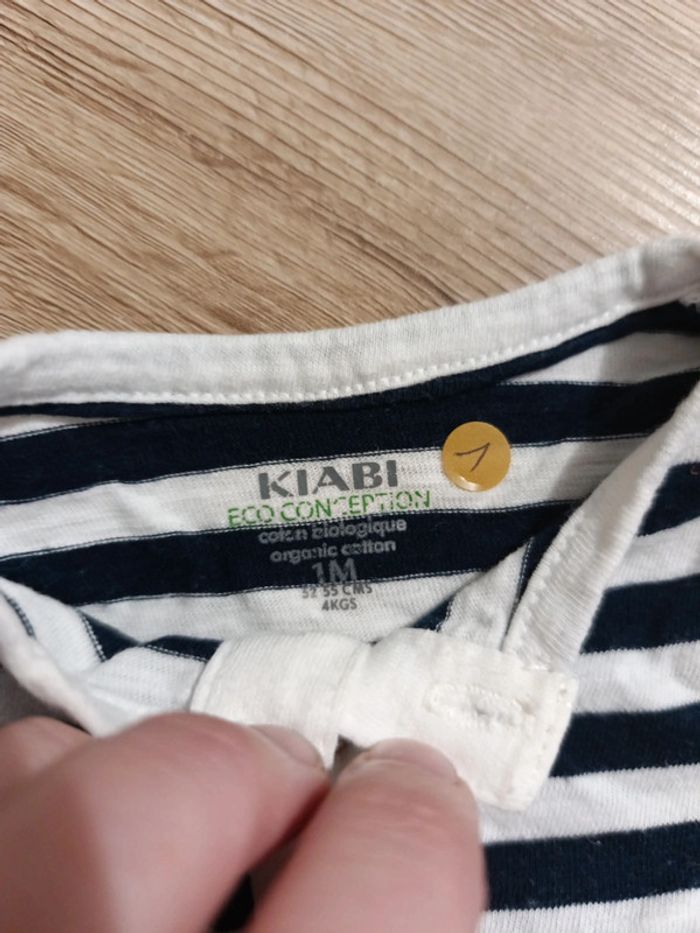 KIABI
ECO CONCEPTION
coton biologique
organic cotton
1M
52 55 CMS
4KGS
1